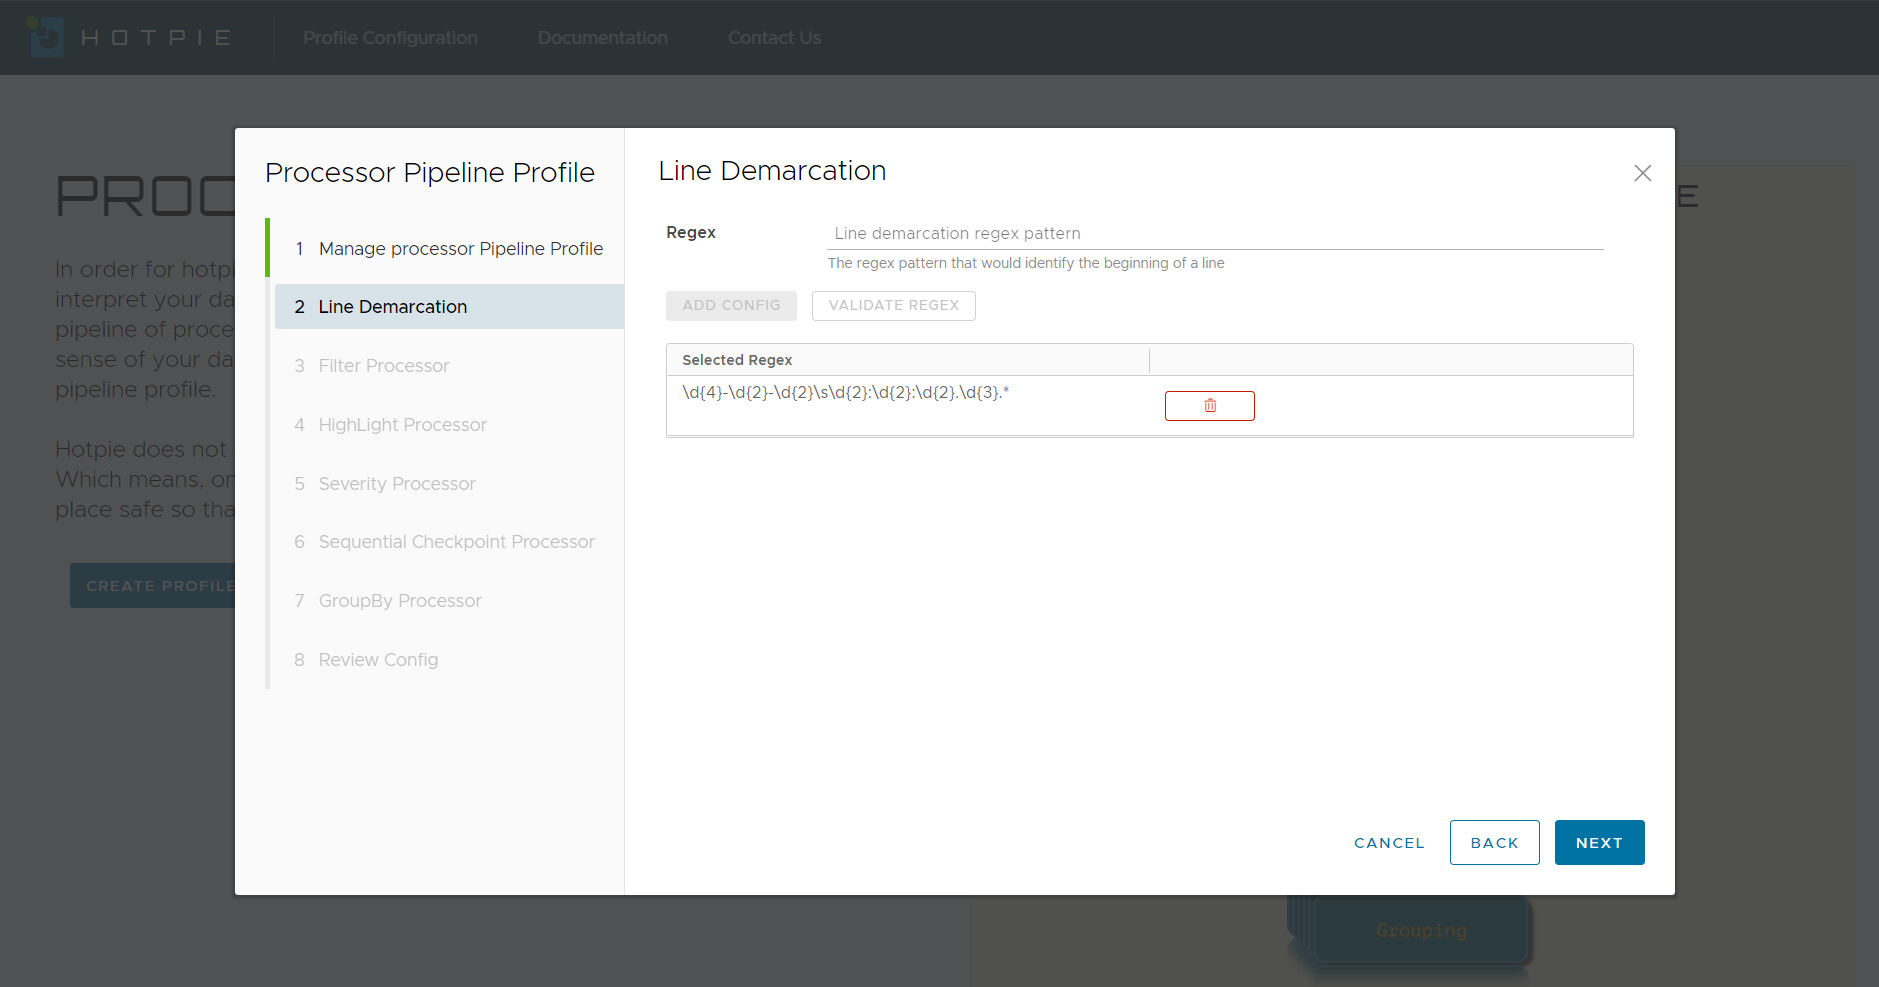 HOTPIE
Profile Configuration
Documentation
Contact Us
PROC
E
In order for hotpi
interpret your da
pipeline of proce
sense of your da
pipeline profile.
Hotpie does not
Which means, on
place safe so tha
CREATE PROFILE
Grouping
Processor Pipeline Profile
1 Manage processor Pipeline Profile
2 Line Demarcation
3 Filter Processor
4 HighLight Processor
5 Severity Processor
6 Sequential Checkpoint Processor
7 GroupBy Processor
8 Review Config
Line Demarcation
Regex
Line demarcation regex pattern
The regex pattern that would identify the beginning of a line
ADD CONFIG
VALIDATE REGEX
Selected Regex
\d{4}-\d{2}-\d{2}\s\d{2}:\d{2}:\d{2}.\d{3}.*
CANCEL
BACK
NEXT